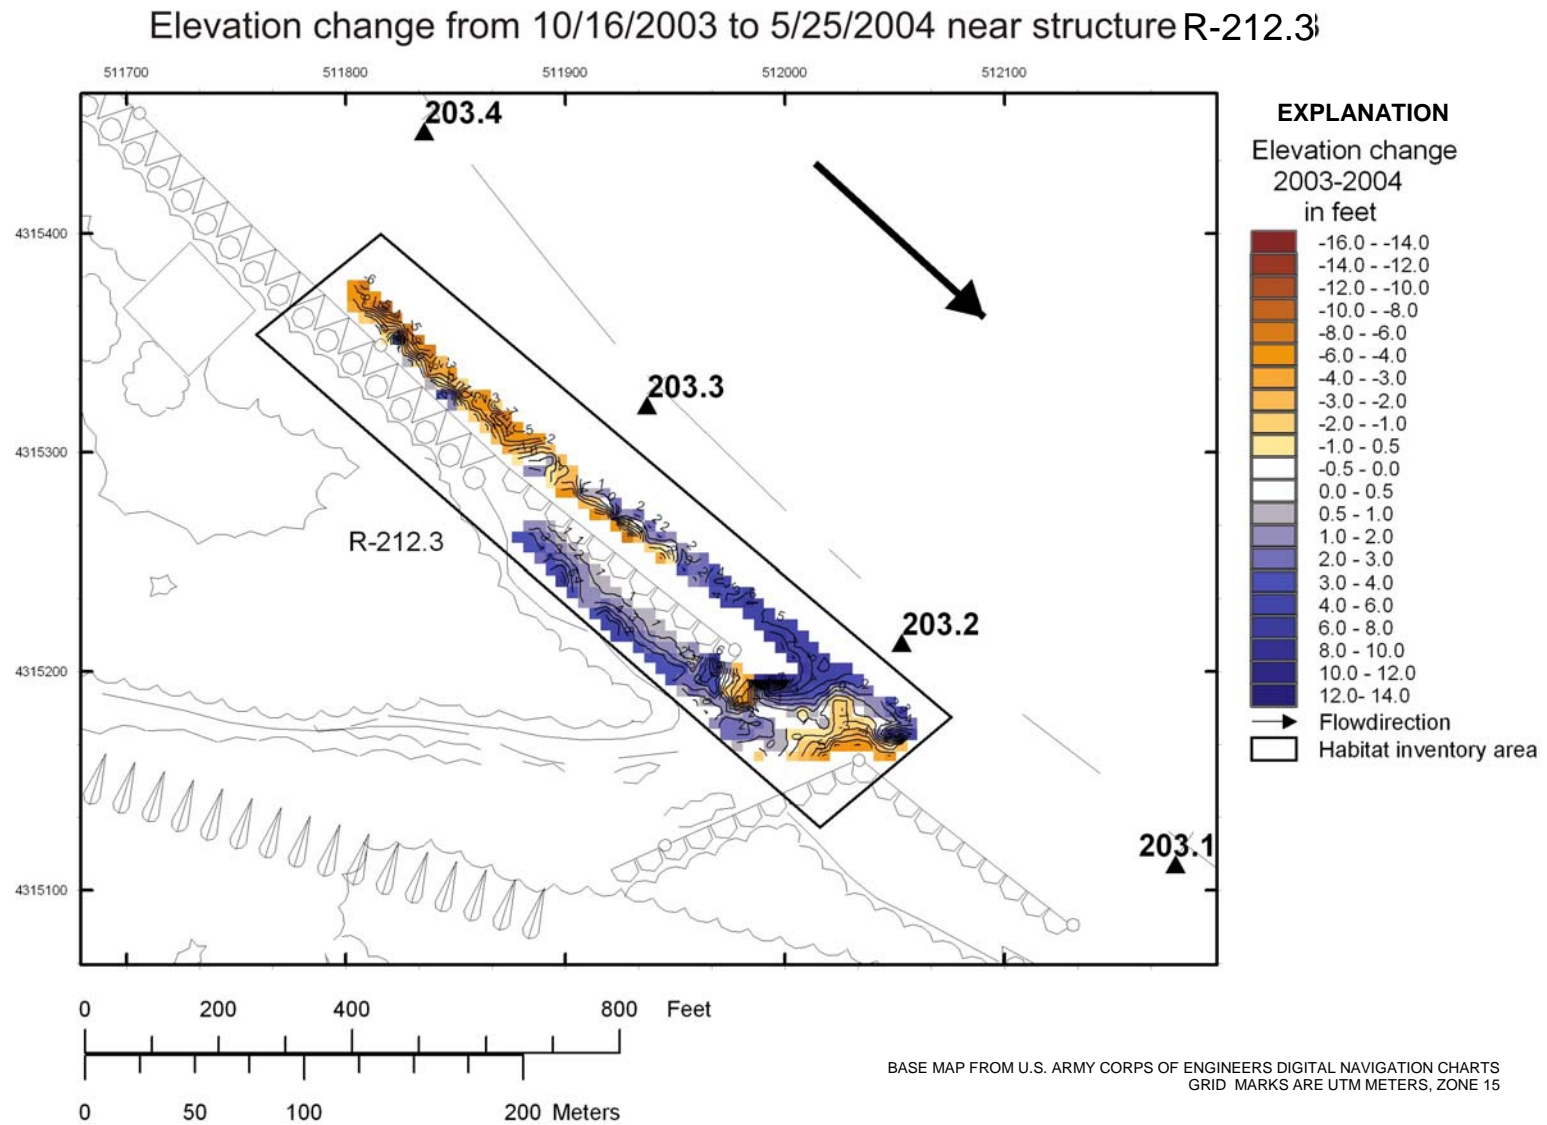 Elevation change from 10/16/2003 to 5/25/2004 near structure R-212.3
511700 511800 511900 512000 512100
203.4
4315400
203.3
4315300
R-212.3
203.2
4315200
203.1
4315100
EXPLANATION
Elevation change
2003-2004
in feet
-16.0 - -14.0
-14.0 - -12.0
-12.0 - -10.0
-10.0 - -8.0
-8.0 - -6.0
-6.0 - -4.0
-4.0 - -3.0
-3.0 - -2.0
-2.0 - -1.0
-1.0 - 0.5
-0.5 - 0.0
0.0 - 0.5
0.5 - 1.0
1.0 - 2.0
2.0 - 3.0
3.0 - 4.0
4.0 - 6.0
6.0 - 8.0
8.0 - 10.0
10.0 - 12.0
12.0- 14.0
Flowdirection
Habitat inventory area
0 200 400 800 Feet
0 50 100 200 Meters
BASE MAP FROM U.S. ARMY CORPS OF ENGINEERS DIGITAL NAVIGATION CHARTS
GRID MARKS ARE UTM METERS, ZONE 15